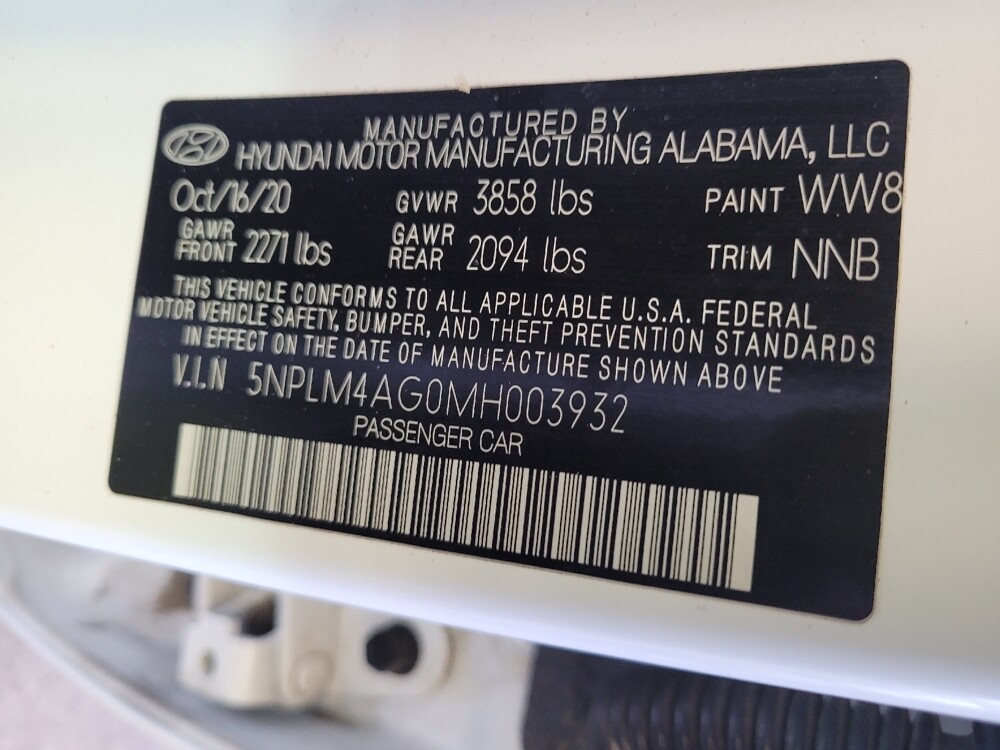 MANUFACTURED BY
HYUNDAI MOTOR MANUFACTURING ALABAMA, LLC
Oct/16/20 GVWR 3858 lbs PAINT WW8
GAWR FRONT 2271 lbs GAWR REAR 2094 lbs TRIM NNB
THIS VEHICLE CONFORMS TO ALL APPLICABLE U.S.A. FEDERAL
MOTOR VEHICLE SAFETY, BUMPER, AND THEFT PREVENTION STANDARDS
IN EFFECT ON THE DATE OF MANUFACTURE SHOWN ABOVE
V.I.N 5NPLM4AG0MH003932
PASSENGER CAR